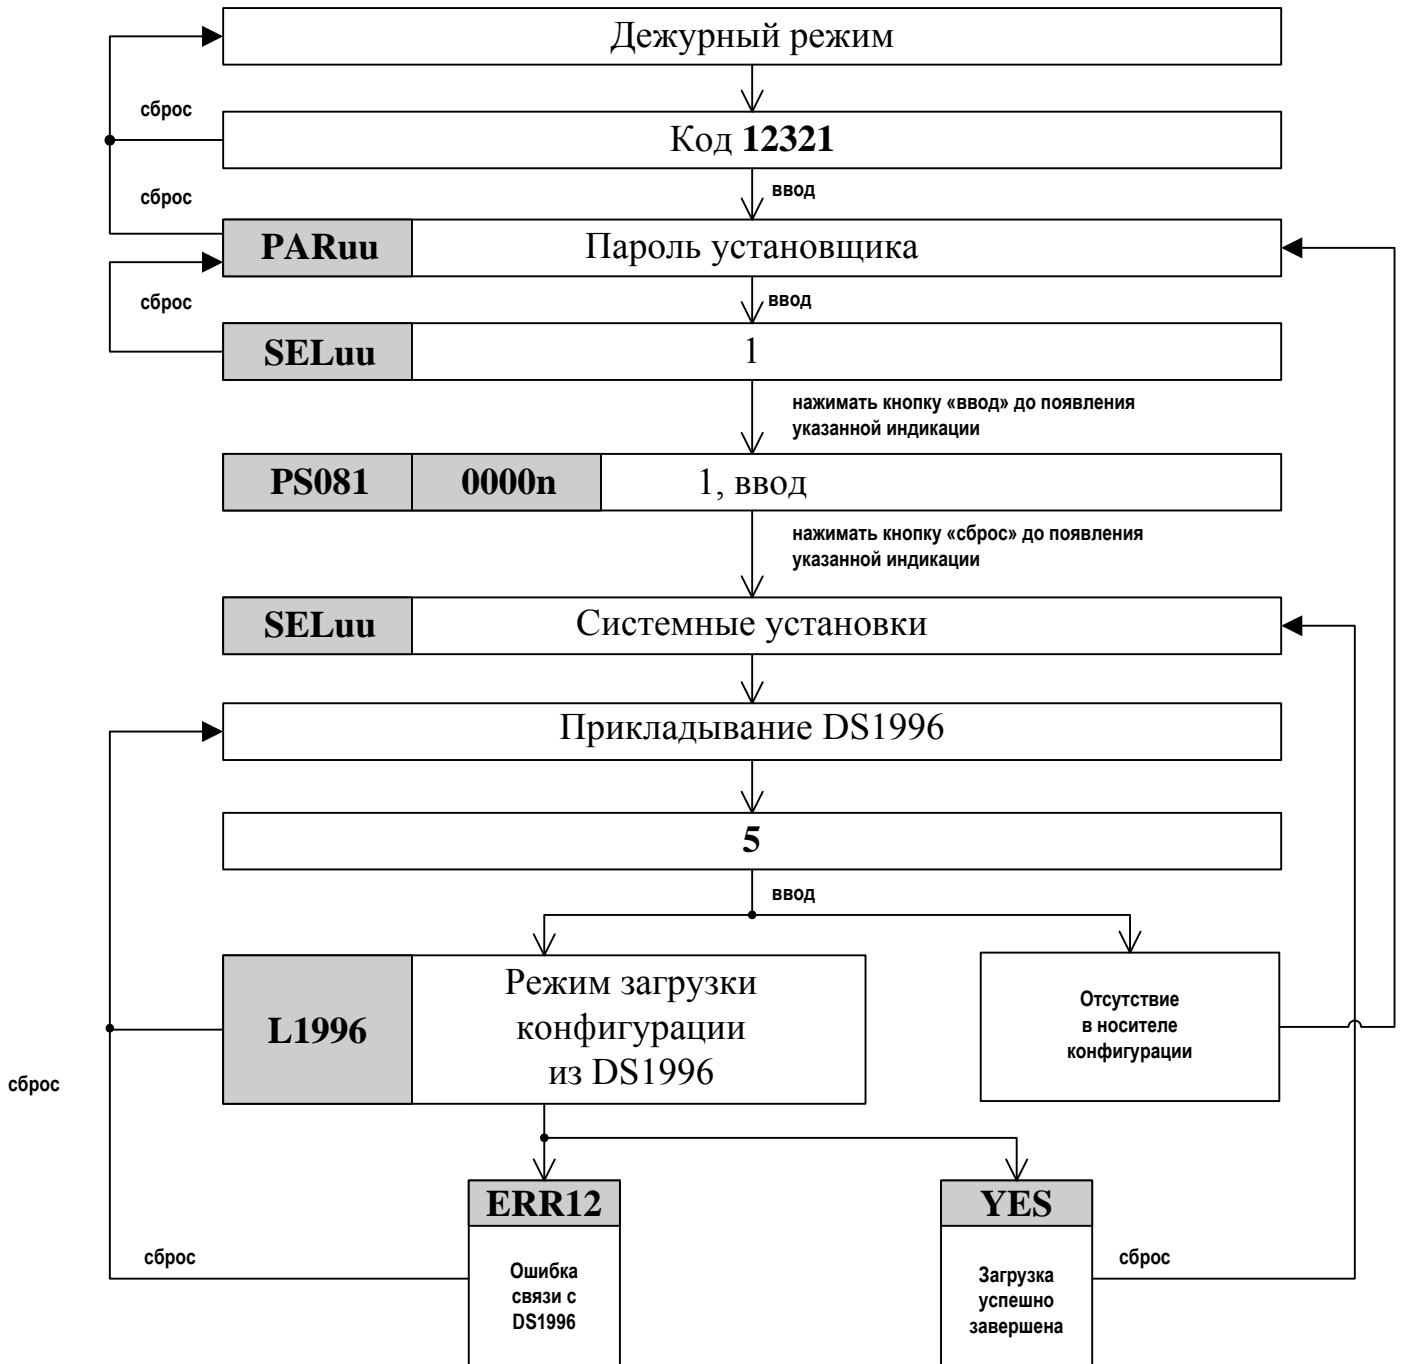 Дежурный режим
сброс
Код 12321
ввод
сброс
PARuu
Пароль установщика
ввод
сброс
SELuu
1
нажимать кнопку «ввод» до появления
указанной индикации
PS081
0000n
1, ввод
нажимать кнопку «сброс» до появления
указанной индикации
SELuu
Системные установки
Прикладывание DS1996
5
ввод
L1996
Режим загрузки
конфигурации
из DS1996
Отсутствие
в носителе
конфигурации
сброс
ERR12
YES
сброс
Ошибка
связи с
DS1996
Загрузка
успешно
завершена
сброс